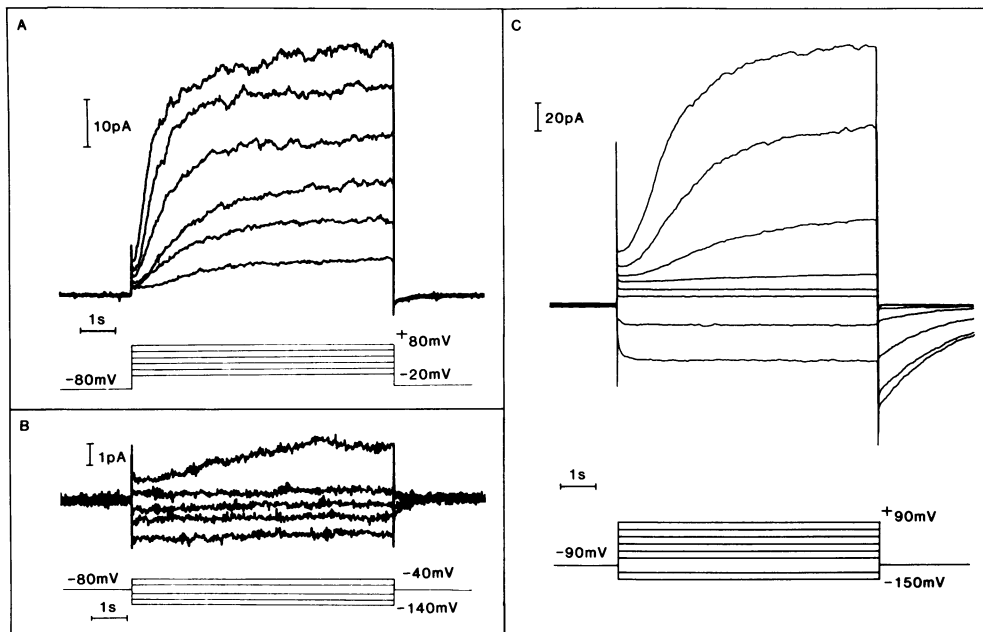 A
10pA
1s
+80mV
-80mV
-20mV
B
1pA
-80mV
-40mV
-140mV
1s
C
20pA
1s
+90mV
-90mV
-150mV